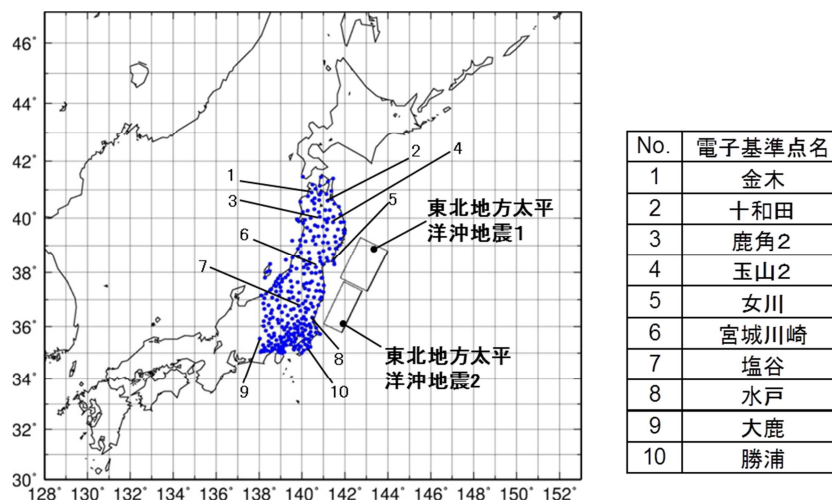 46°
44°
42°
40°
38°
36°
34°
32°
30°
128°
130°
132°
134°
136°
138°
140°
142°
144°
146°
148°
150°
152°
1
2
3
4
5
6
7
8
9
10
東北地方太平
洋沖地震1
東北地方太平
洋沖地震2
No. 電子基準点名
1 金木
2 十和田
3 鹿角2
4 玉山2
5 女川
6 宮城川崎
7 塩谷
8 水戸
9 大鹿
10 勝浦